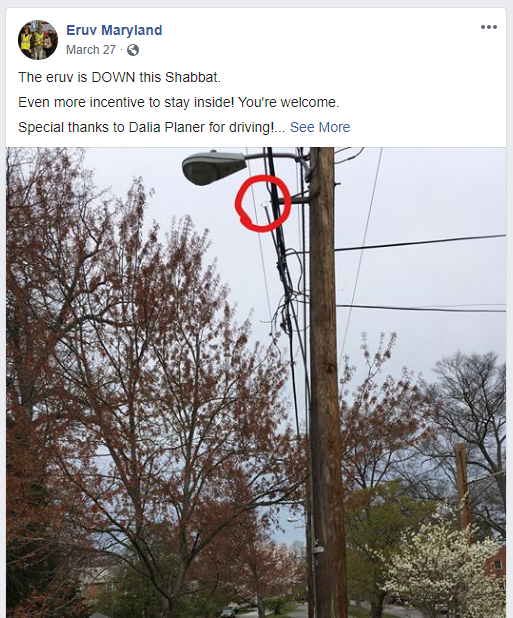 Eruv Maryland
March 27 ·
The eruv is DOWN this Shabbat.
Even more incentive to stay inside! You're welcome.
Special thanks to Dalia Planer for driving!... See More